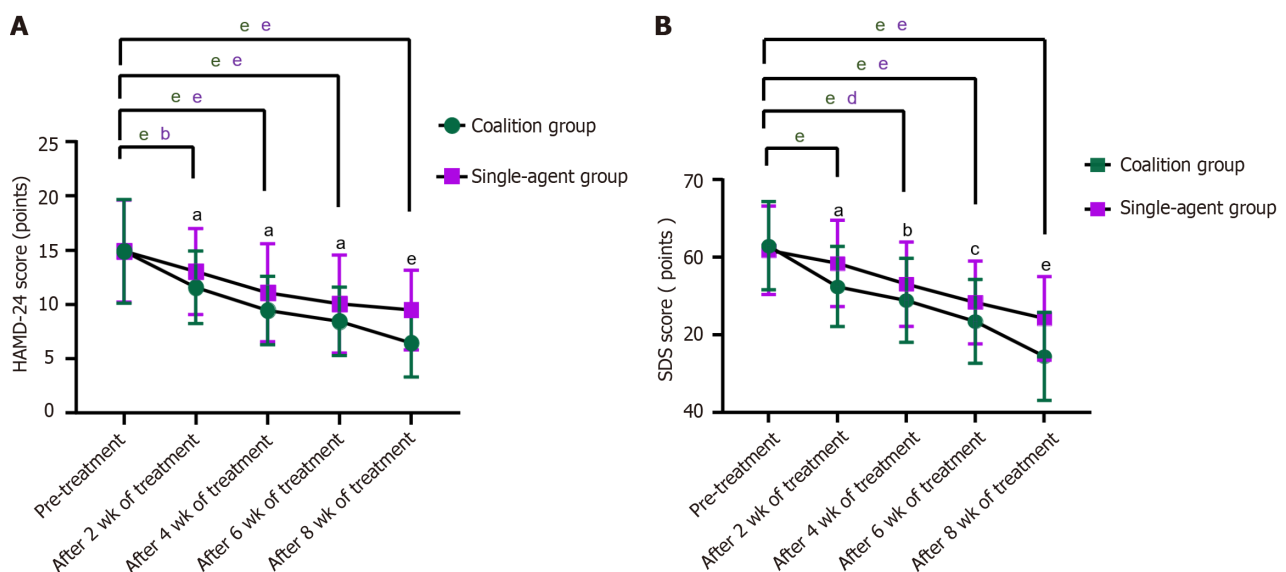 A
e e
e e
e e
e b
HAMD-24 score (points)
25
20
15
10
5
0
a
a
a
e
Coalition group
Single-agent group
Pre-treatment
After 2 wk of treatment
After 4 wk of treatment
After 6 wk of treatment
After 8 wk of treatment
B
e e
e e
e d
e
SDS score ( points )
70
60
20
40
a
b
c
e
Coalition group
Single-agent group
Pre-treatment
After 2 wk of treatment
After 4 wk of treatment
After 6 wk of treatment
After 8 wk of treatment